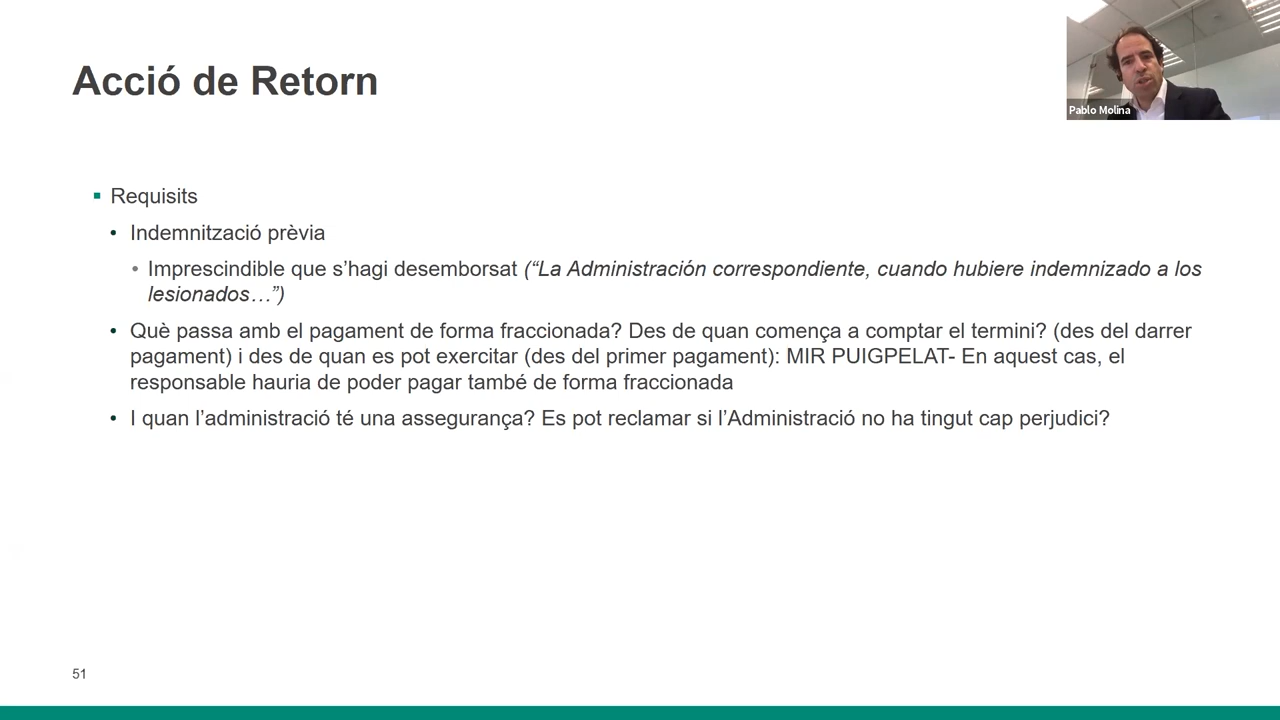 Acció de Retorn
Pablo Molina
Requisits
Indemnització prèvia
Imprescindible que s’hagi desemborsat (“La Administración correspondiente, cuando hubiere indemnizado a los
lesionados…”)
Què passa amb el pagament de forma fraccionada? Des de quan comença a comptar el termini? (des del darrer
pagament) i des de quan es pot exercitar (des del primer pagament): MIR PUIGPELAT- En aquest cas, el
responsable hauria de poder pagar també de forma fraccionada
I quan l’administració té una assegurança? Es pot reclamar si l’Administració no ha tingut cap perjudici?
51